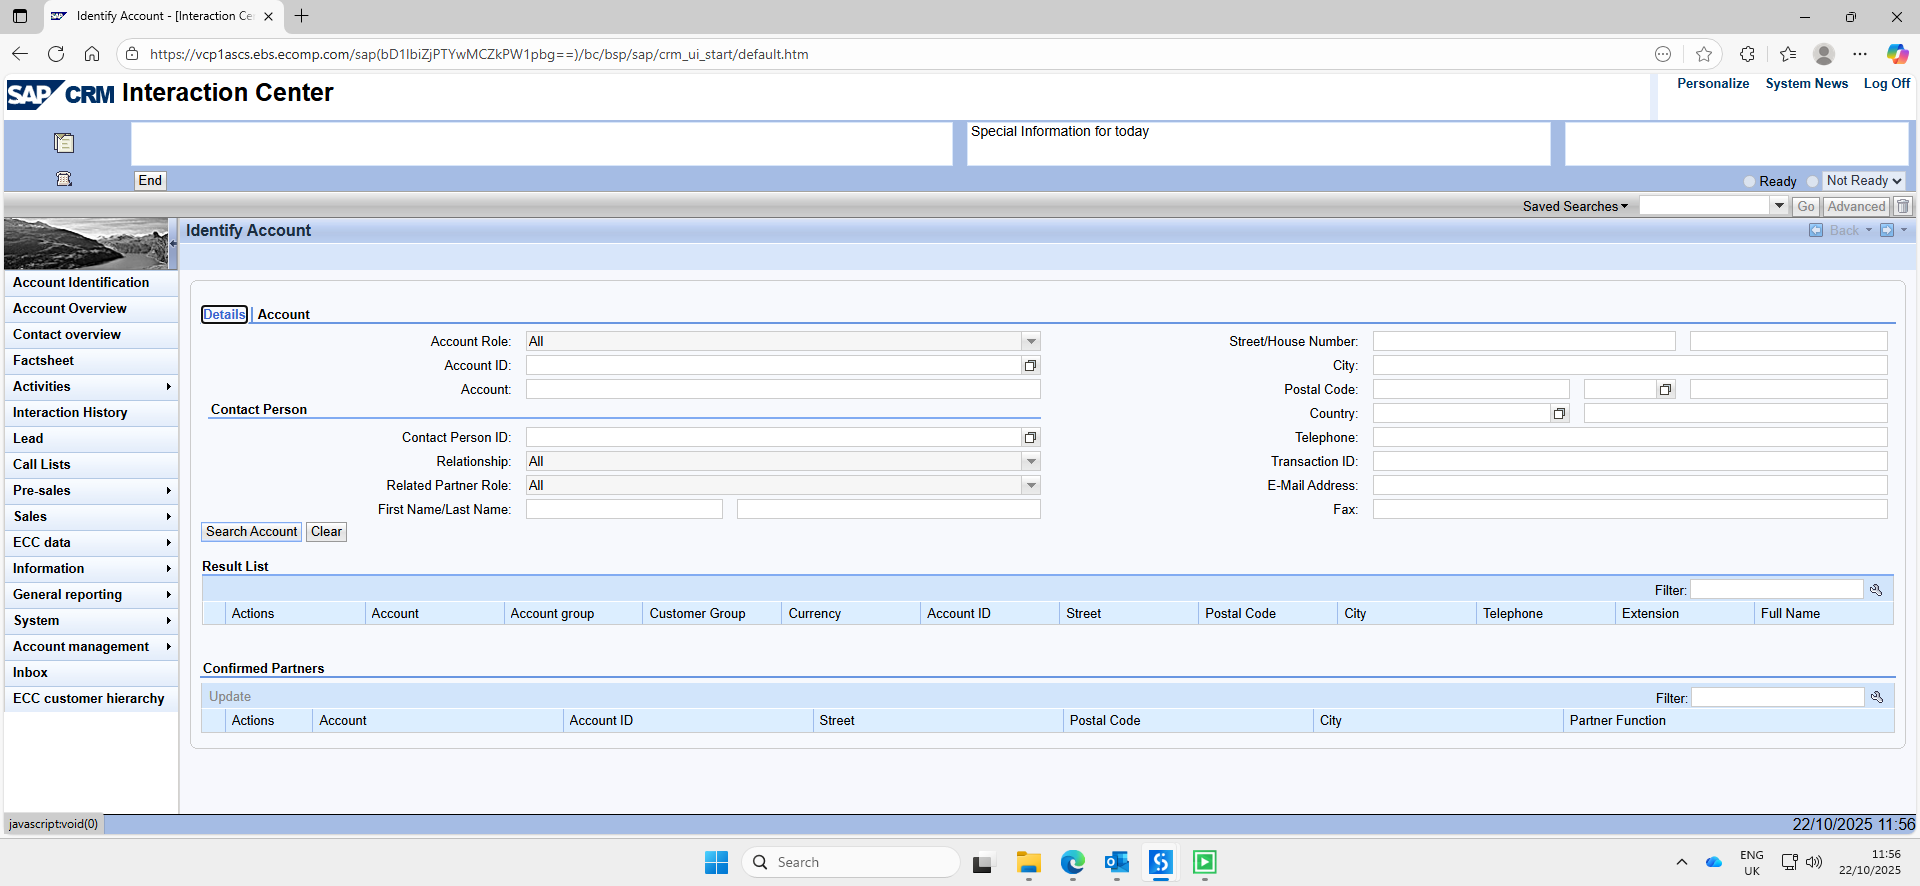 Identify Account - [Interaction Ce
https://vcp1ascs.ebs.ecomp.com/sap(bD1lbiZjPTYwMCZkPW1pbg==)/bc/bsp/sap/crm_ui_start/default.htm
SAP CRM Interaction Center
Personalize System News Log Off
Special Information for today
End
Ready Not Ready
Saved Searches Go Advanced
Identify Account
Back
Account Identification
Account Overview
Contact overview
Factsheet
Activities
Interaction History
Lead
Call Lists
Pre-sales
Sales
ECC data
Information
General reporting
System
Account management
Inbox
ECC customer hierarchy
Details Account
Account Role: All
Account ID:
Account:
Contact Person
Contact Person ID:
Relationship: All
Related Partner Role: All
First Name/Last Name:
Street/House Number:
City:
Postal Code:
Country:
Telephone:
Transaction ID:
E-Mail Address:
Fax:
Search Account Clear
Result List
Filter:
Actions Account Account group Customer Group Currency Account ID Street Postal Code City Telephone Extension Full Name
Confirmed Partners
Update Filter:
Actions Account Account ID Street Postal Code City Partner Function
javascript:void(0)
22/10/2025 11:56
Search
ENG
UK
11:56
22/10/2025